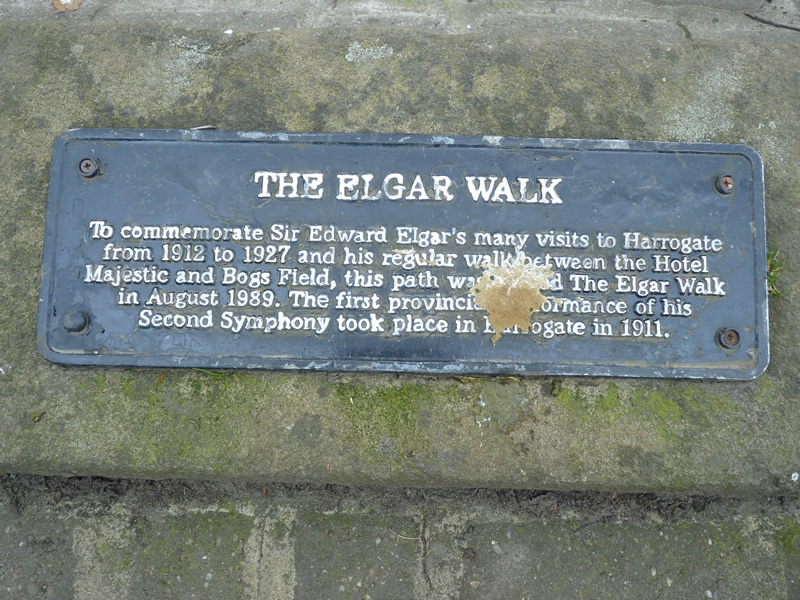 THE ELGAR WALK
To commemorate Sir Edward Elgar's many visits to Harrogate
from 1912 to 1927 and his regular walk between the Hotel
Majestic and Bogs Field, this path The Elgar Walk
in August 1989. The first of his
Second Symphony took place in Harrogate in 1911.